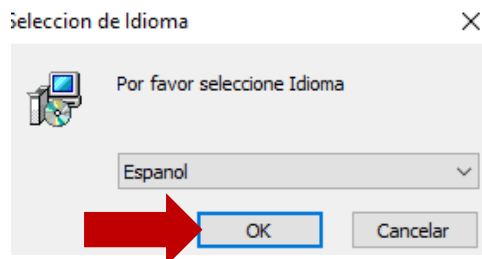 Seleccion de Idioma
Por favor seleccione Idioma
Espanol
OK
Cancelar